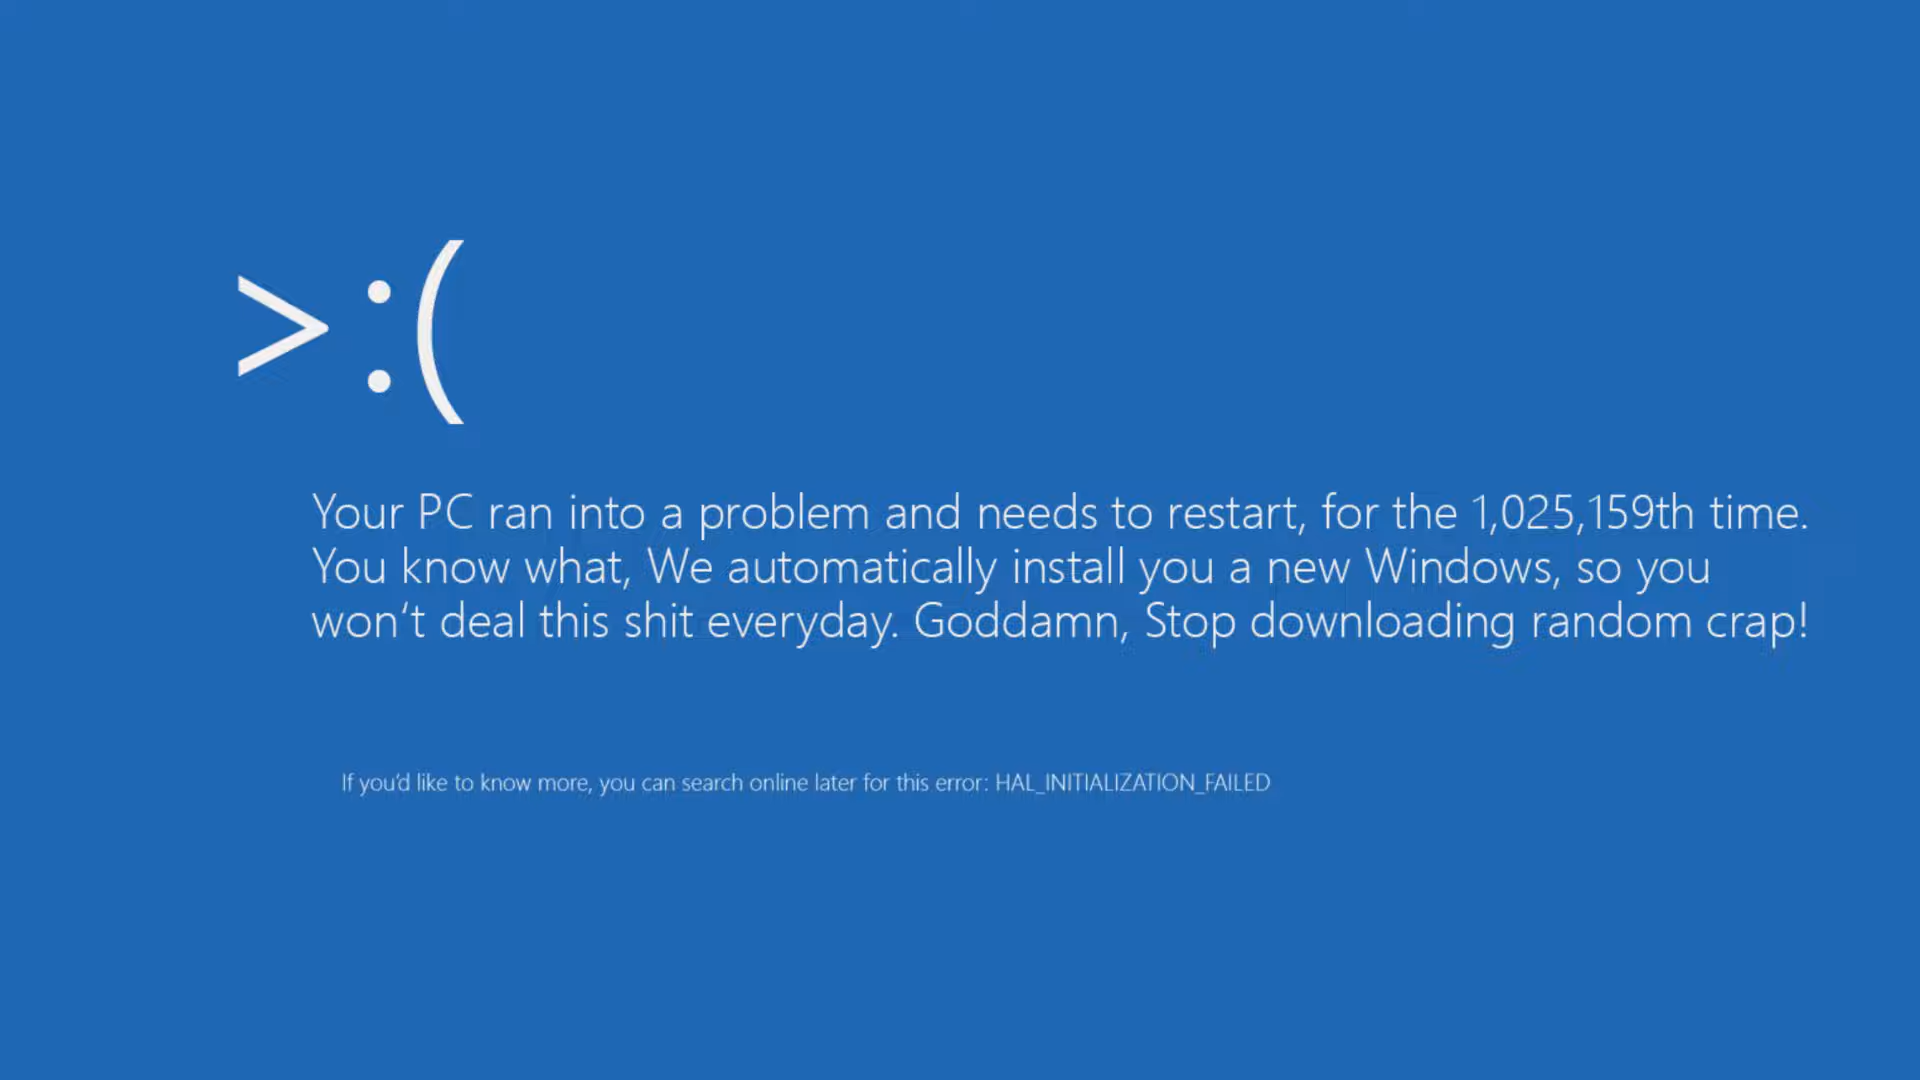 >:(
Your PC ran into a problem and needs to restart, for the 1,025,159th time.
You know what, We automatically install you a new Windows, so you
won‘t deal this shit everyday. Goddamn, Stop downloading random crap!
If you'd like to know more, you can search online later for this error: HAL_INITIALIZATION_FAILED